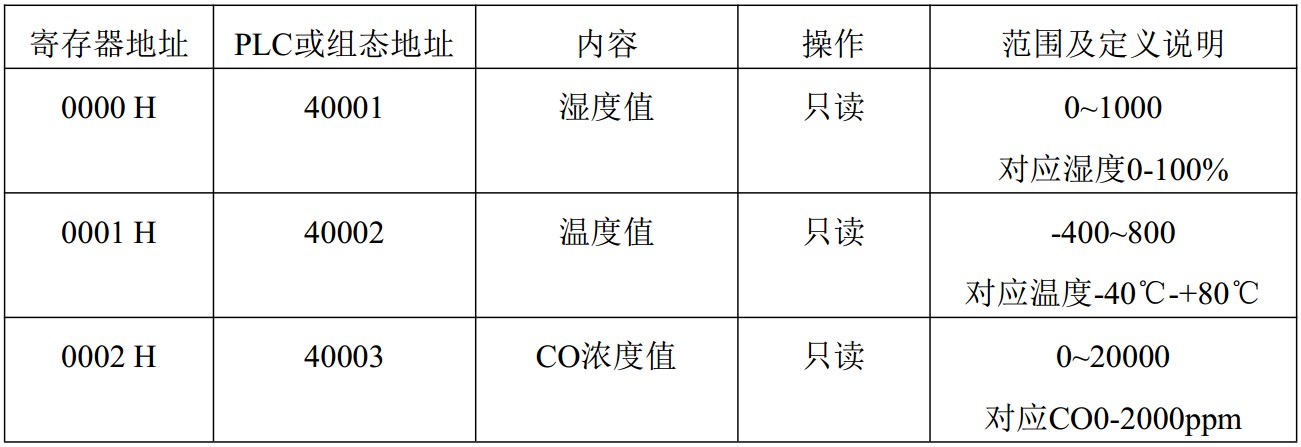 寄存器地址 PLC或组态地址 内容 操作 范围及定义说明
0000 H 40001 湿度值 只读 0~1000
对应湿度0-100%
0001 H 40002 温度值 只读 -400~800
对应温度-40℃-+80℃
0002 H 40003 CO浓度值 只读 0~20000
对应CO0-2000ppm